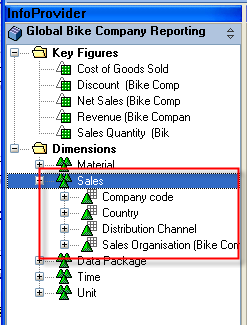 InfoProvider
Global Bike Company Reporting
Key Figures
Cost of Goods Sold
Discount (Bike Comp
Net Sales (Bike Comp
Revenue (Bike Compan
Sales Quantity (Bik
Dimensions
Material
Sales
Company code
Country
Distribution Channel
Sales Organisation (Bike Cor
Data Package
Time
Unit